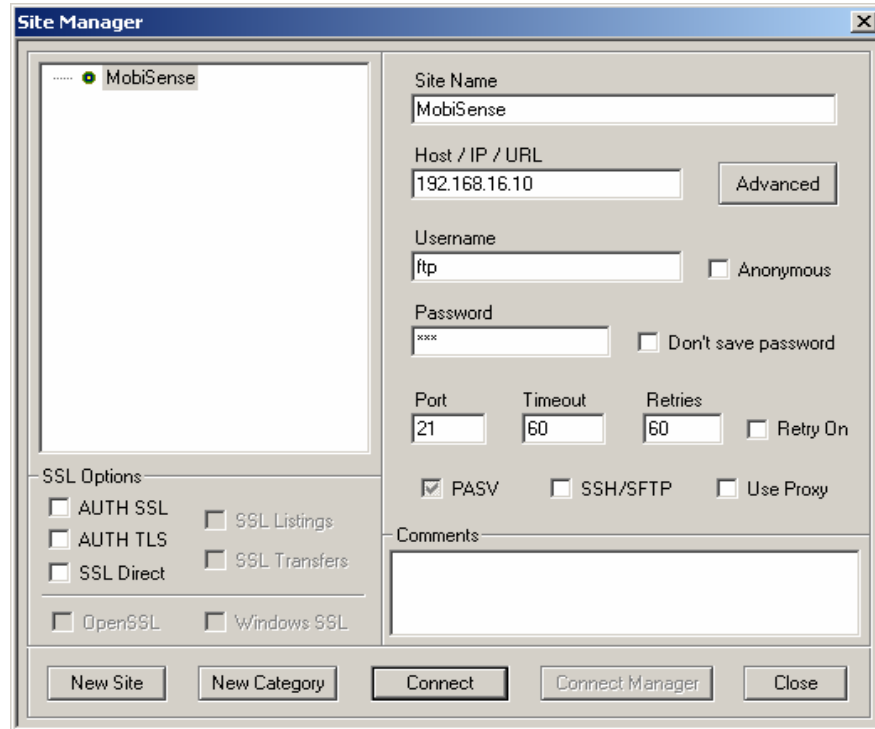 Site Manager
MobiSense
Site Name
MobiSense
Host / IP / URL
192.168.16.10
Advanced
Username
ftp
Anonymous
Password
***
Don't save password
Port Timeout Retries
21 60 60 Retry On
PASV SSH/SFTP Use Proxy
SSL Options
AUTH SSL
SSL Listings
AUTH TLS
SSL Transfers
SSL Direct
OpenSSL Windows SSL
Comments
New Site New Category Connect Connect Manager Close